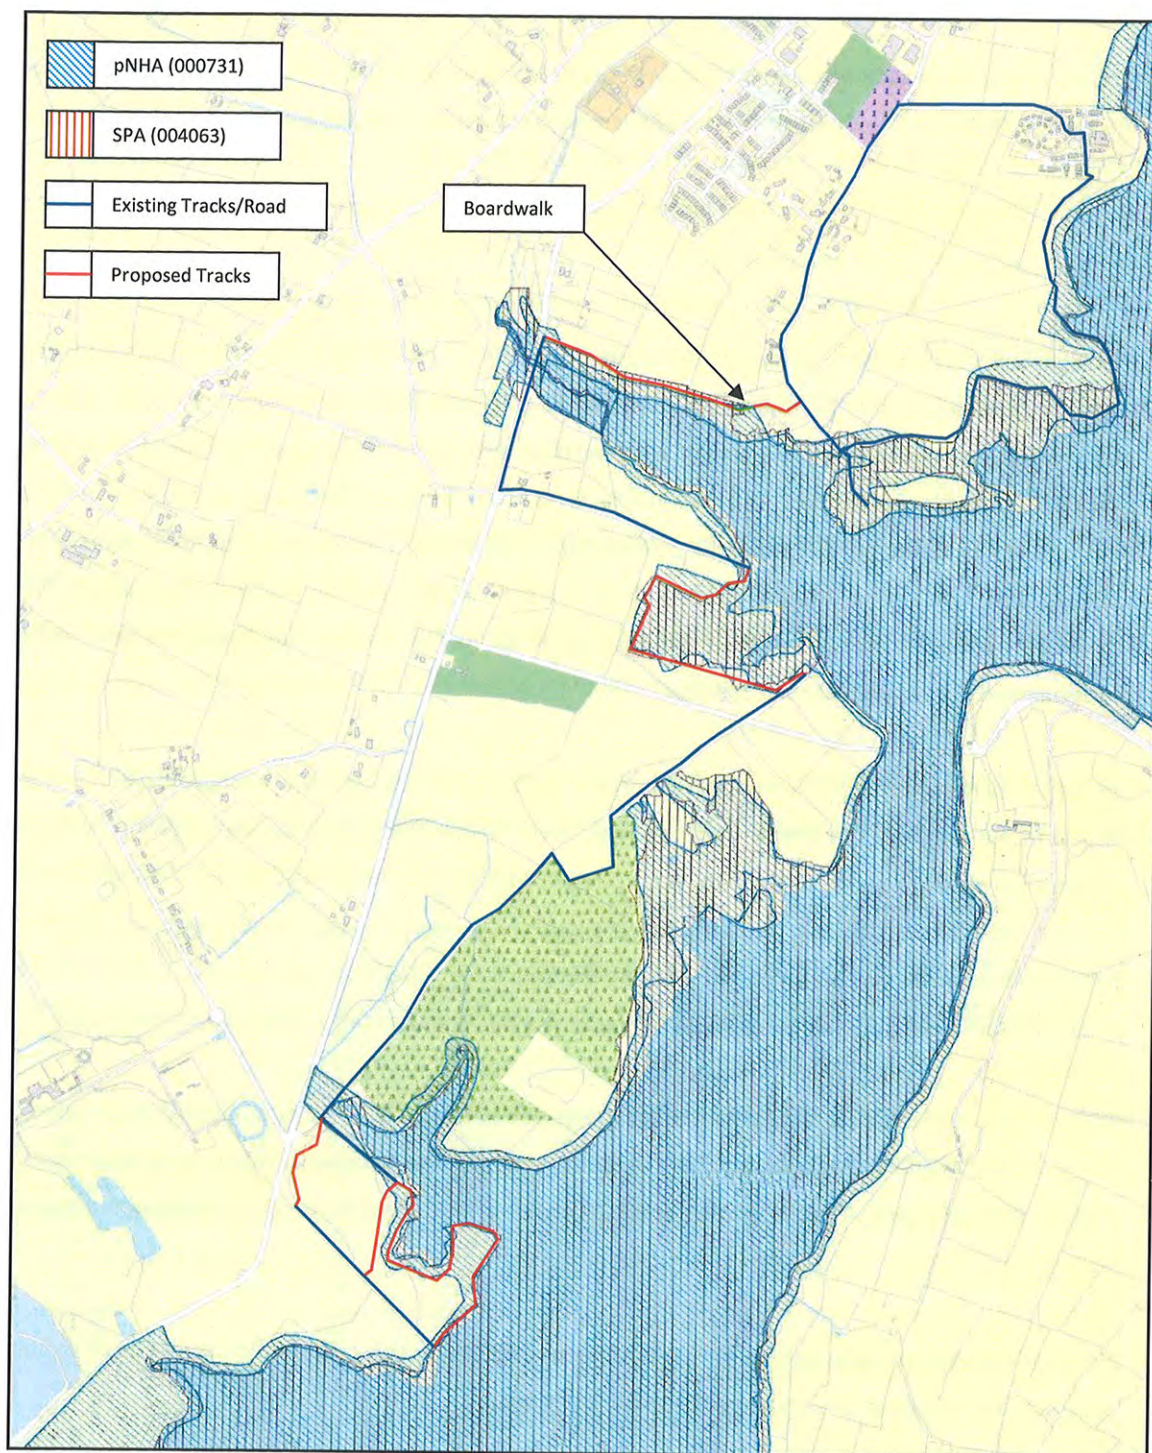 pNHA (000731)
SPA (004063)
Existing Tracks/Road
Proposed Tracks
Boardwalk